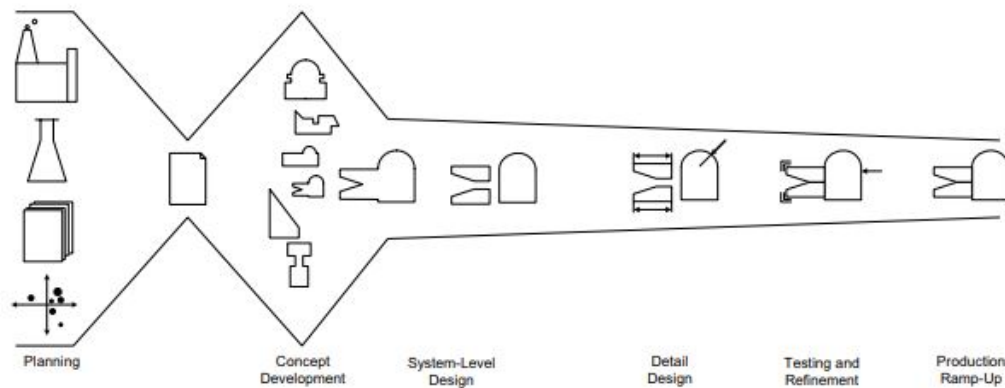 Planning
Concept
Development
System-Level
Design
Detail
Design
Testing and
Refinement
Production
Ramp-Up